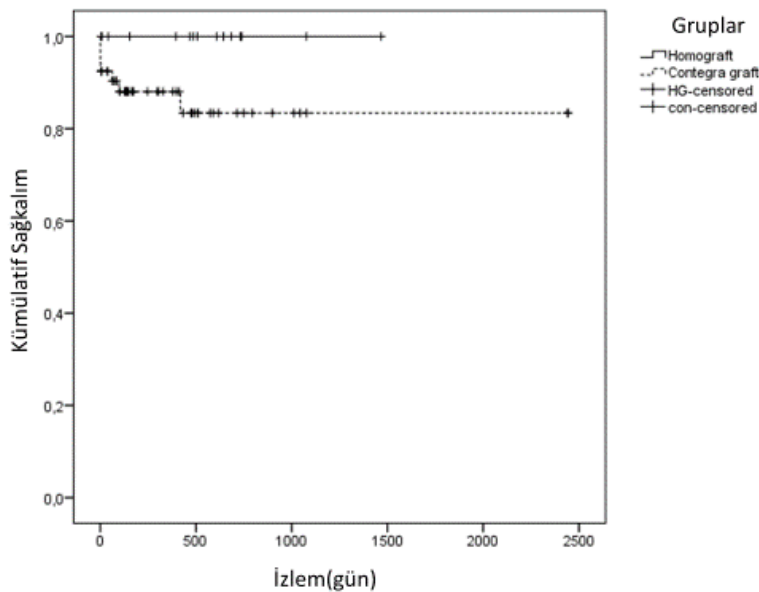 Gruplar
Homograft
Contegra graft
HG-censored
con-censored
Kümülatif Sağkalım
1,0
0,8
0,6
0,4
0,2
0,0
0 500 1000 1500 2000 2500
İzlem(gün)